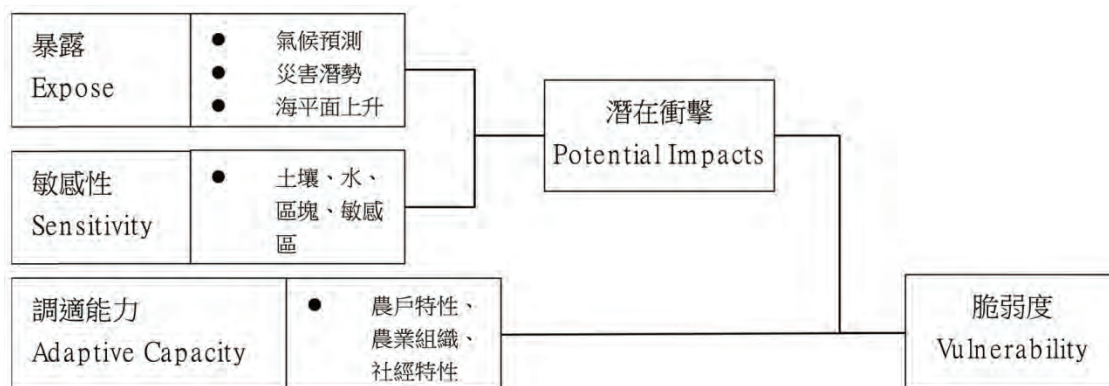 暴露
Expose
● 氣候預測
● 災害潛勢
● 海平面上升
敏感性
Sensitivity
● 土壤、水、
區塊、敏感
區
潛在衝擊
Potential Impacts
調適能力
Adaptive Capacity
● 農戶特性、
農業組織、
社經特性
脆弱度
Vulnerability